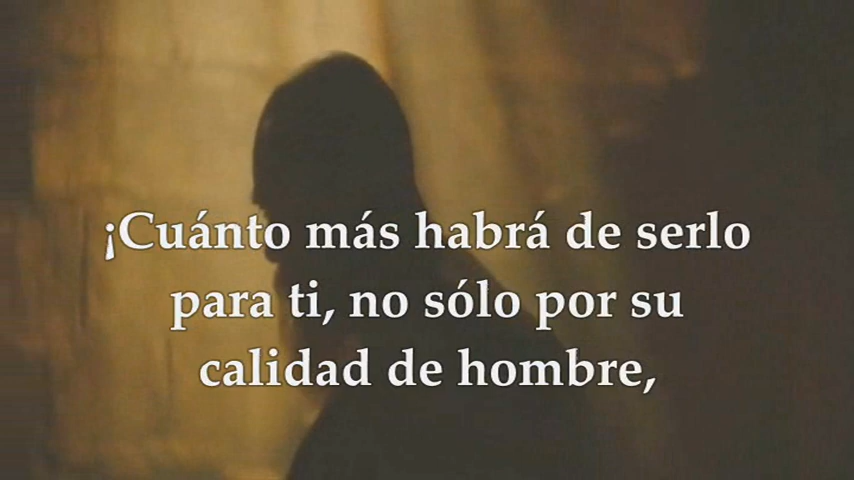 ¡Cuánto más habrá de serlo
para ti, no sólo por su
calidad de hombre,